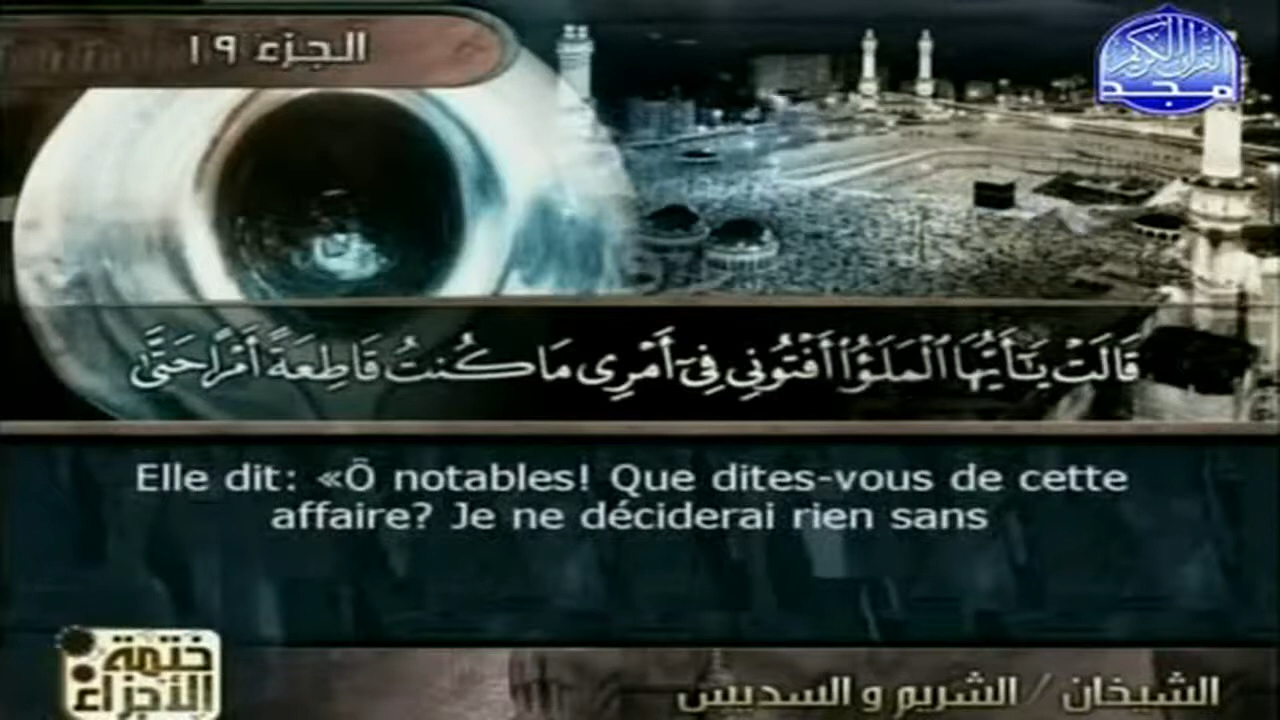 الجزء ١٩
القرآن الكريم
مجد
قَالَتْ يَـٰٓأَيُّهَا ٱلْمَلَؤُا۟ أَفْتُونِى فِىٓ أَمْرِى مَا كُنتُ قَاطِعَةً أَمْرًا حَتَّىٰ
Elle dit: «Ô notables! Que dites-vous de cette
affaire? Je ne déciderai rien sans
ختمة
الأجزاء
الشيخان / الشريم و السديس